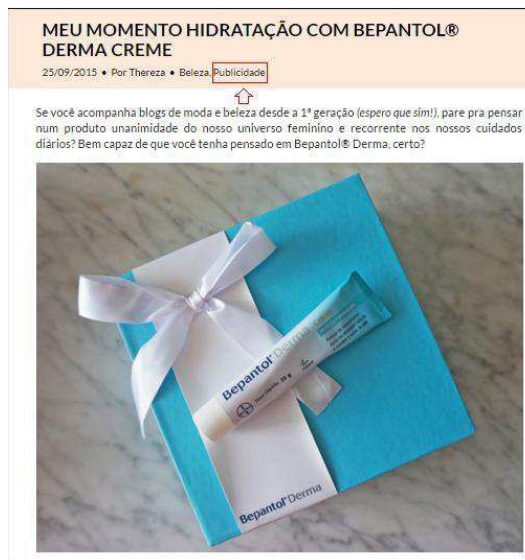 MEU MOMENTO HIDRATAÇÃO COM BEPANTOL®
DERMA CREME
25/09/2015 • Por Thereza • Beleza, Publicidade
Se você acompanha blogs de moda e beleza desde a 1ª geração (espero que sim!), pare pra pensar
num produto unanimidade do nosso universo feminino e recorrente nos nossos cuidados
diários? Bem capaz de que você tenha pensado em Bepantol® Derma, certo?
Bepantol Derma
Bepantol Derma